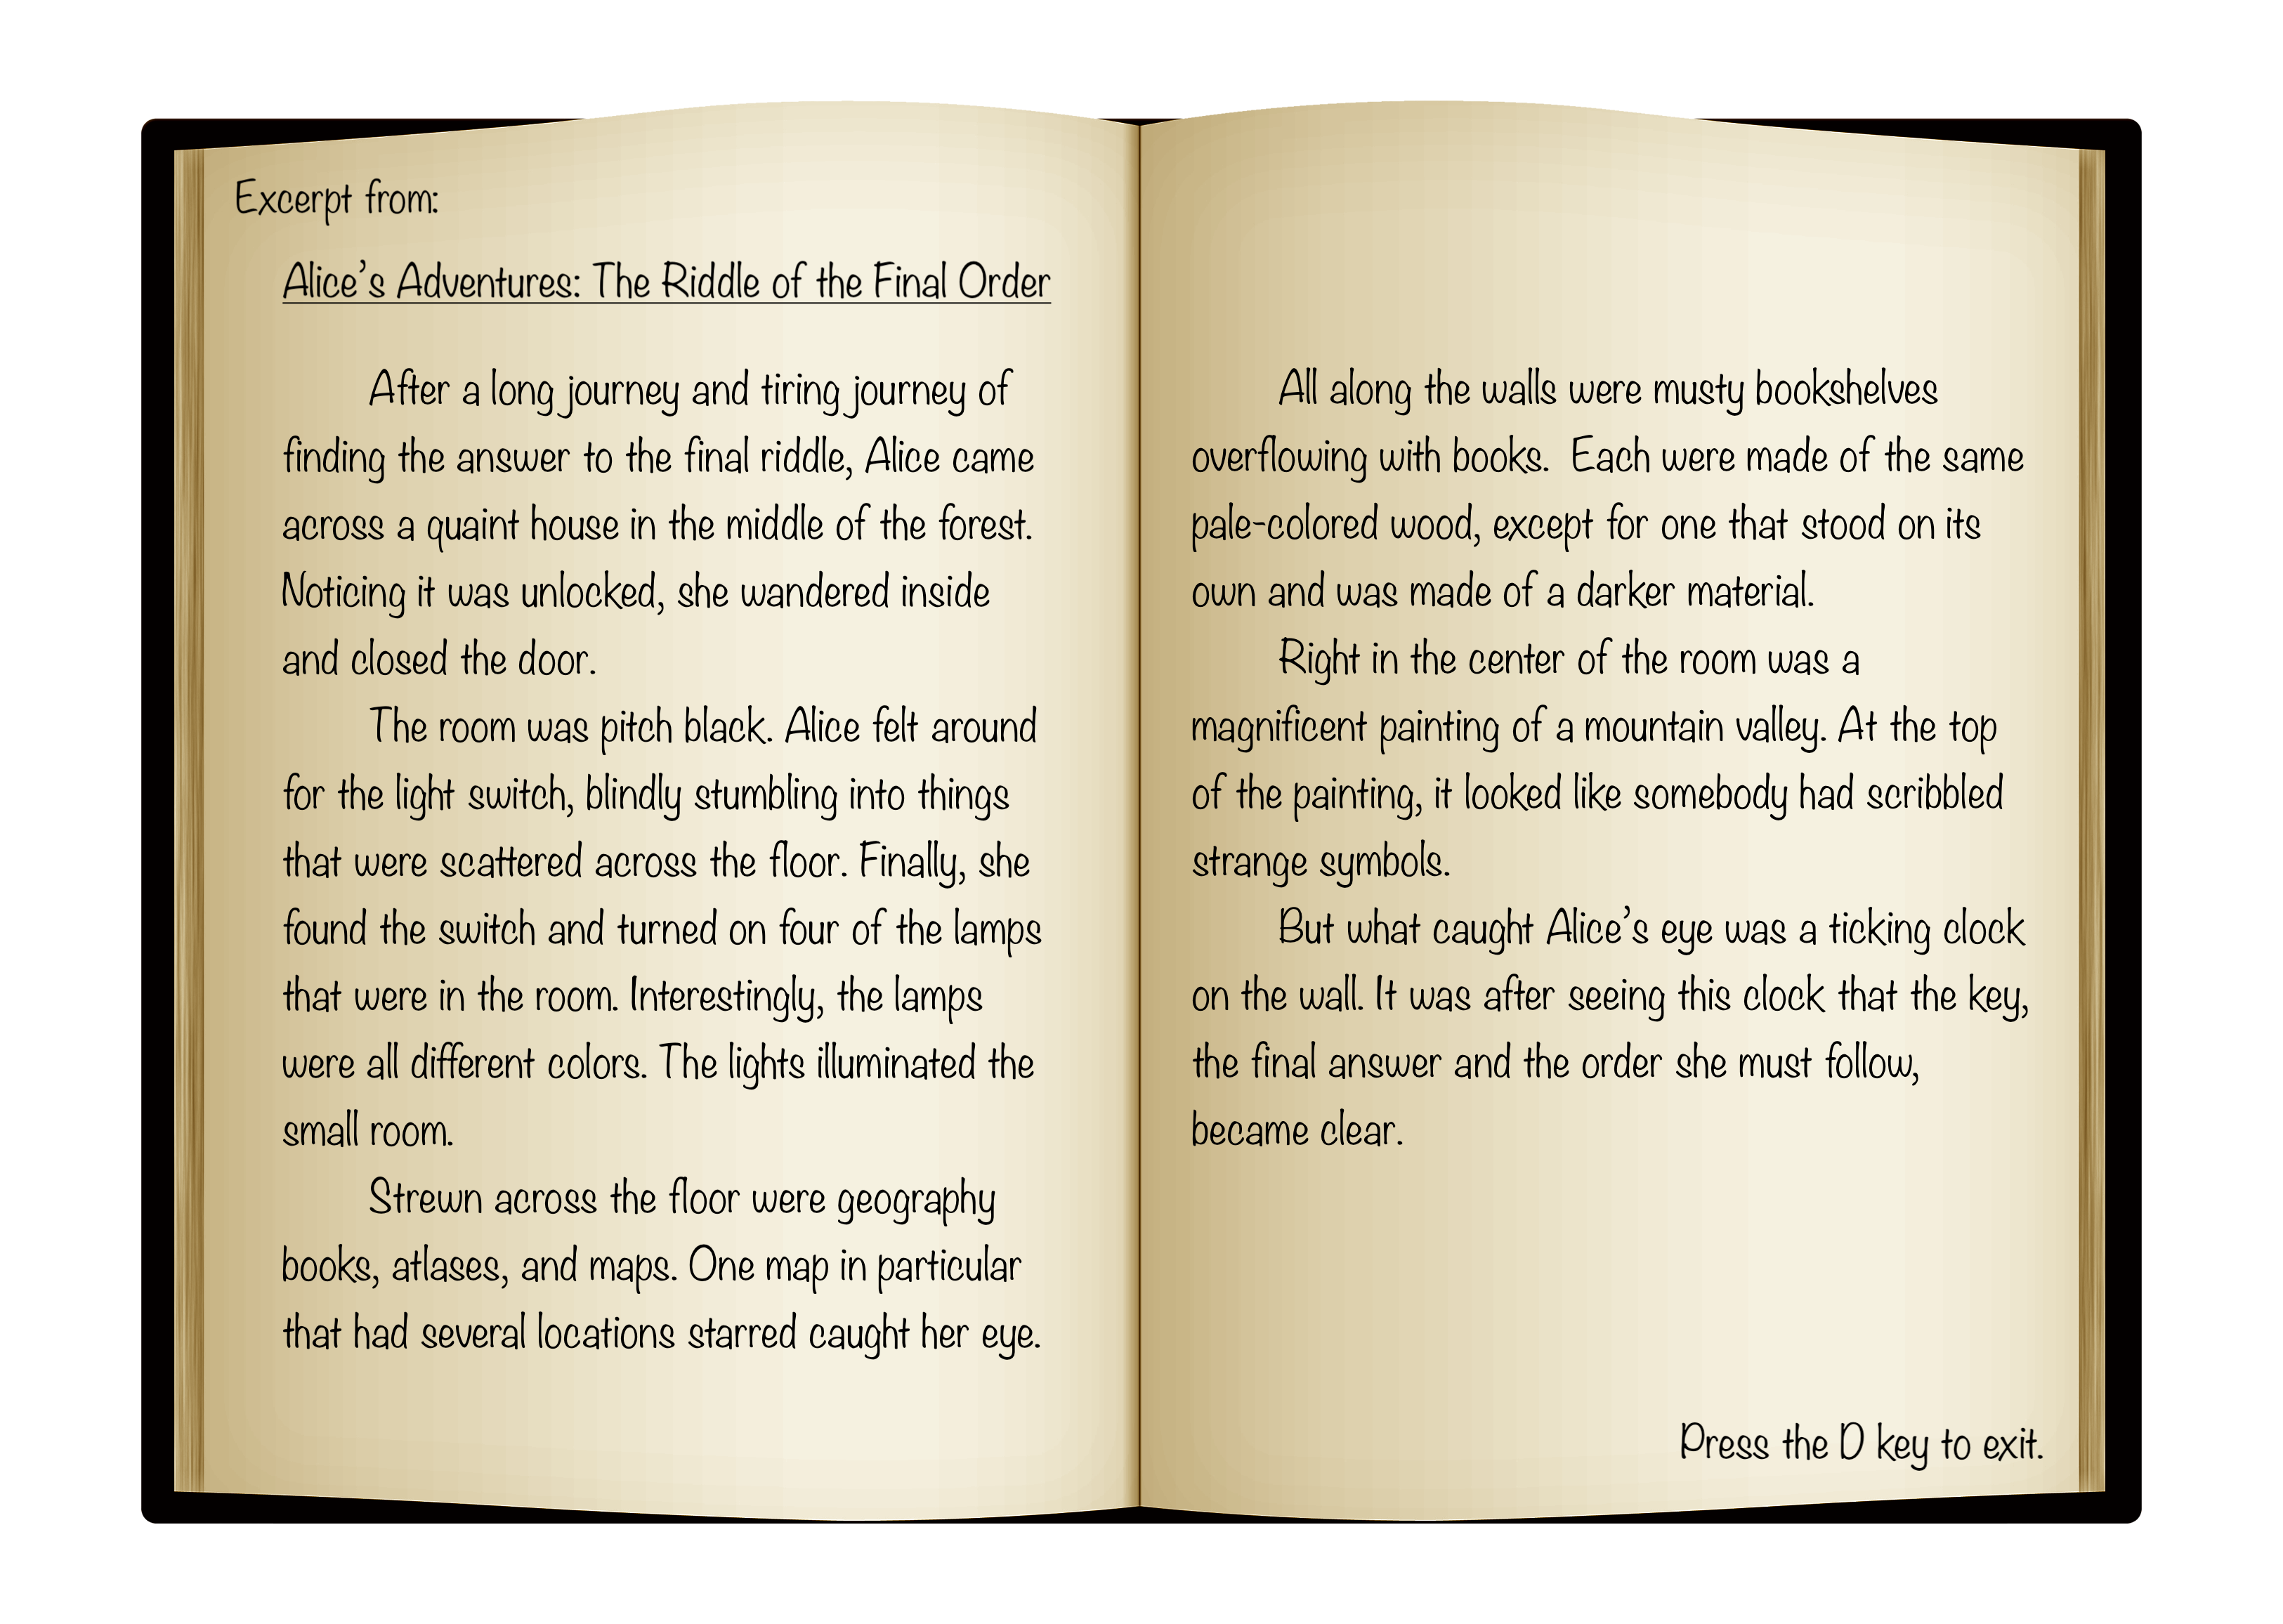 Excerpt from:
Alice's Adventures: The Riddle of the Final Order
After a long journey and tiring journey of
finding the answer to the final riddle, Alice came
across a quaint house in the middle of the forest.
Noticing it was unlocked, she wandered inside
and closed the door.
The room was pitch black. Alice felt around
for the light switch, blindly stumbling into things
that were scattered across the floor. Finally, she
found the switch and turned on four of the lamps
that were in the room. Interestingly, the lamps
were all different colors. The lights illuminated the
small room.
Strewn across the floor were geography
books, atlases, and maps. One map in particular
that had several locations starred caught her eye.
All along the walls were musty bookshelves
overflowing with books.  Each were made of the same
pale-colored wood, except for one that stood on its
own and was made of a darker material.
Right in the center of the room was a
magnificent painting of a mountain valley. At the top
of the painting, it looked like somebody had scribbled
strange symbols.
But what caught Alice's eye was a ticking clock
on the wall. It was after seeing this clock that the key,
the final answer and the order she must follow,
became clear.
Press the D key to exit.